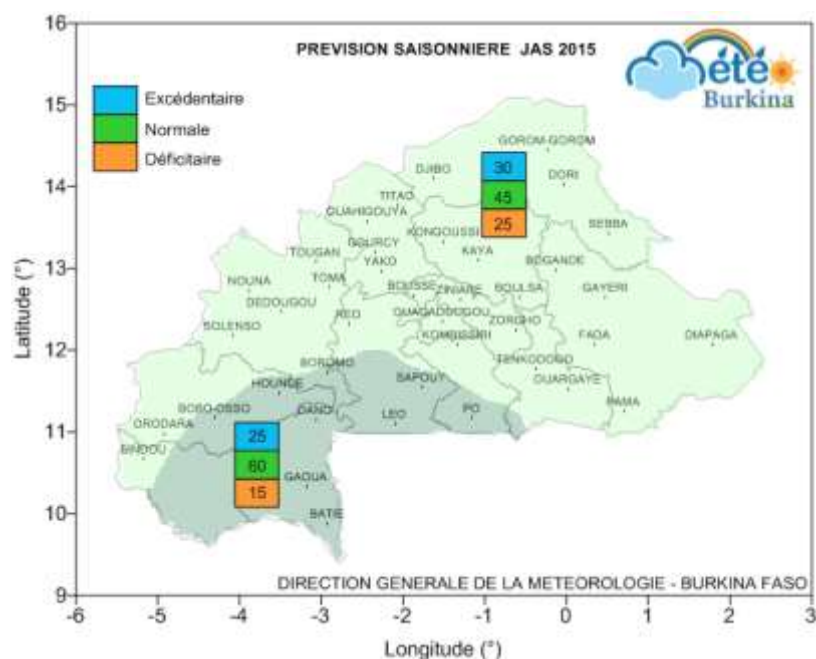 PREVISION SAISONNIERE JAS 2015
été
Burkina
Excédentaire
Normale
Déficitaire
16
15
14
13
12
11
10
9
Latitude (°)
GOROM-GOROM
DJIBO
30
DORI
TITAO
45
OUAHIGOUYA
25
SEBBA
KONGOUSSI
GOURCY
TOUGAN
KAYA
YAKO
BOGANDE
NOUNA
TOMA
BOUSSE
ZINIARE
BOULSA
GAYERI
DEDOUGOU
REO
OUAGADOUGOU
ZORGHO
SOLENSO
KOMBISSIRI
FADA
DIAPAGA
BOROMO
TENKODOGO
HOUNDE
SAPOUY
OUARGAYE
BOBO-DSSO
DANO
LEO
PO
PAMA
ORODARA
25
SINDOU
60
GAOUA
15
BATIE
DIRECTION GENERALE DE LA METEOROLOGIE - BURKINA FASO
-6 -5 -4 -3 -2 -1 0 1 2 3
Longitude (°)